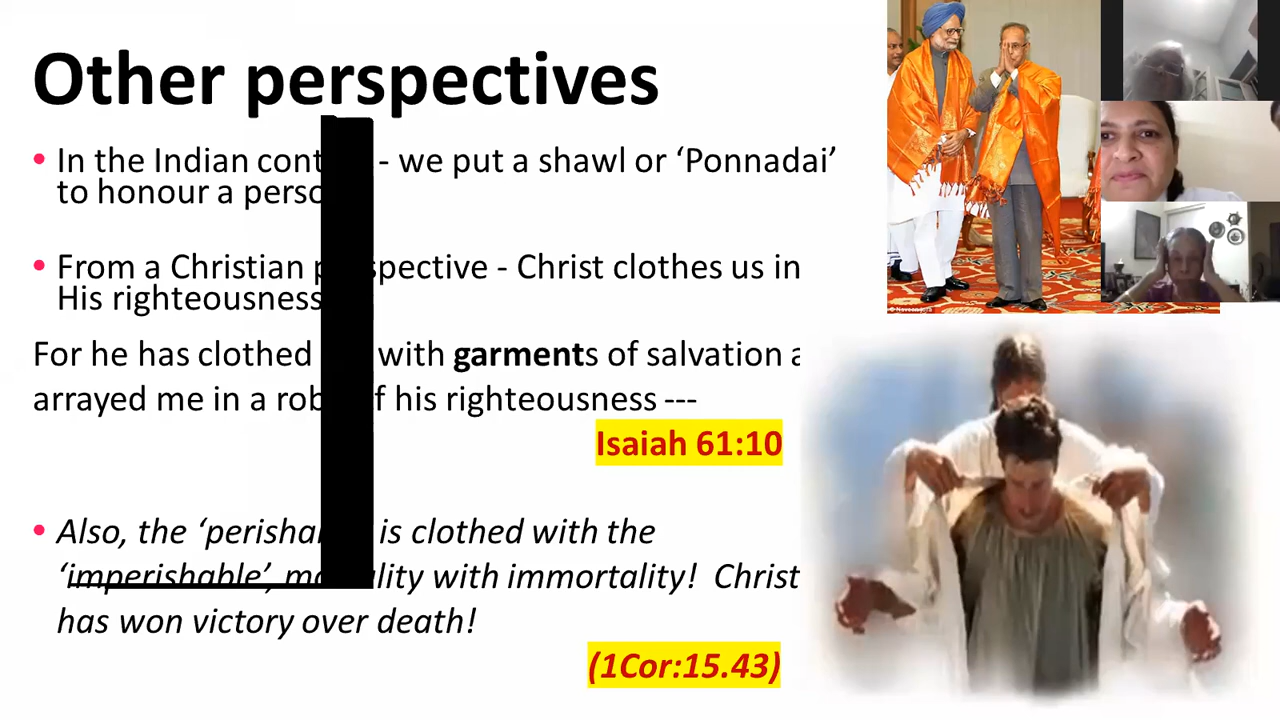 Other perspectives
• In the Indian cont - we put a shawl or ‘Ponnadai’
to honour a perso
• From a Christian p spective - Christ clothes us in
His righteousness
For he has clothed with garments of salvation a
arrayed me in a rob f his righteousness ---
Isaiah 61:10
• Also, the ‘perisha is clothed with the
‘imperishable’, mo ality with immortality! Christ
has won victory over death!
(1Cor:15.43)